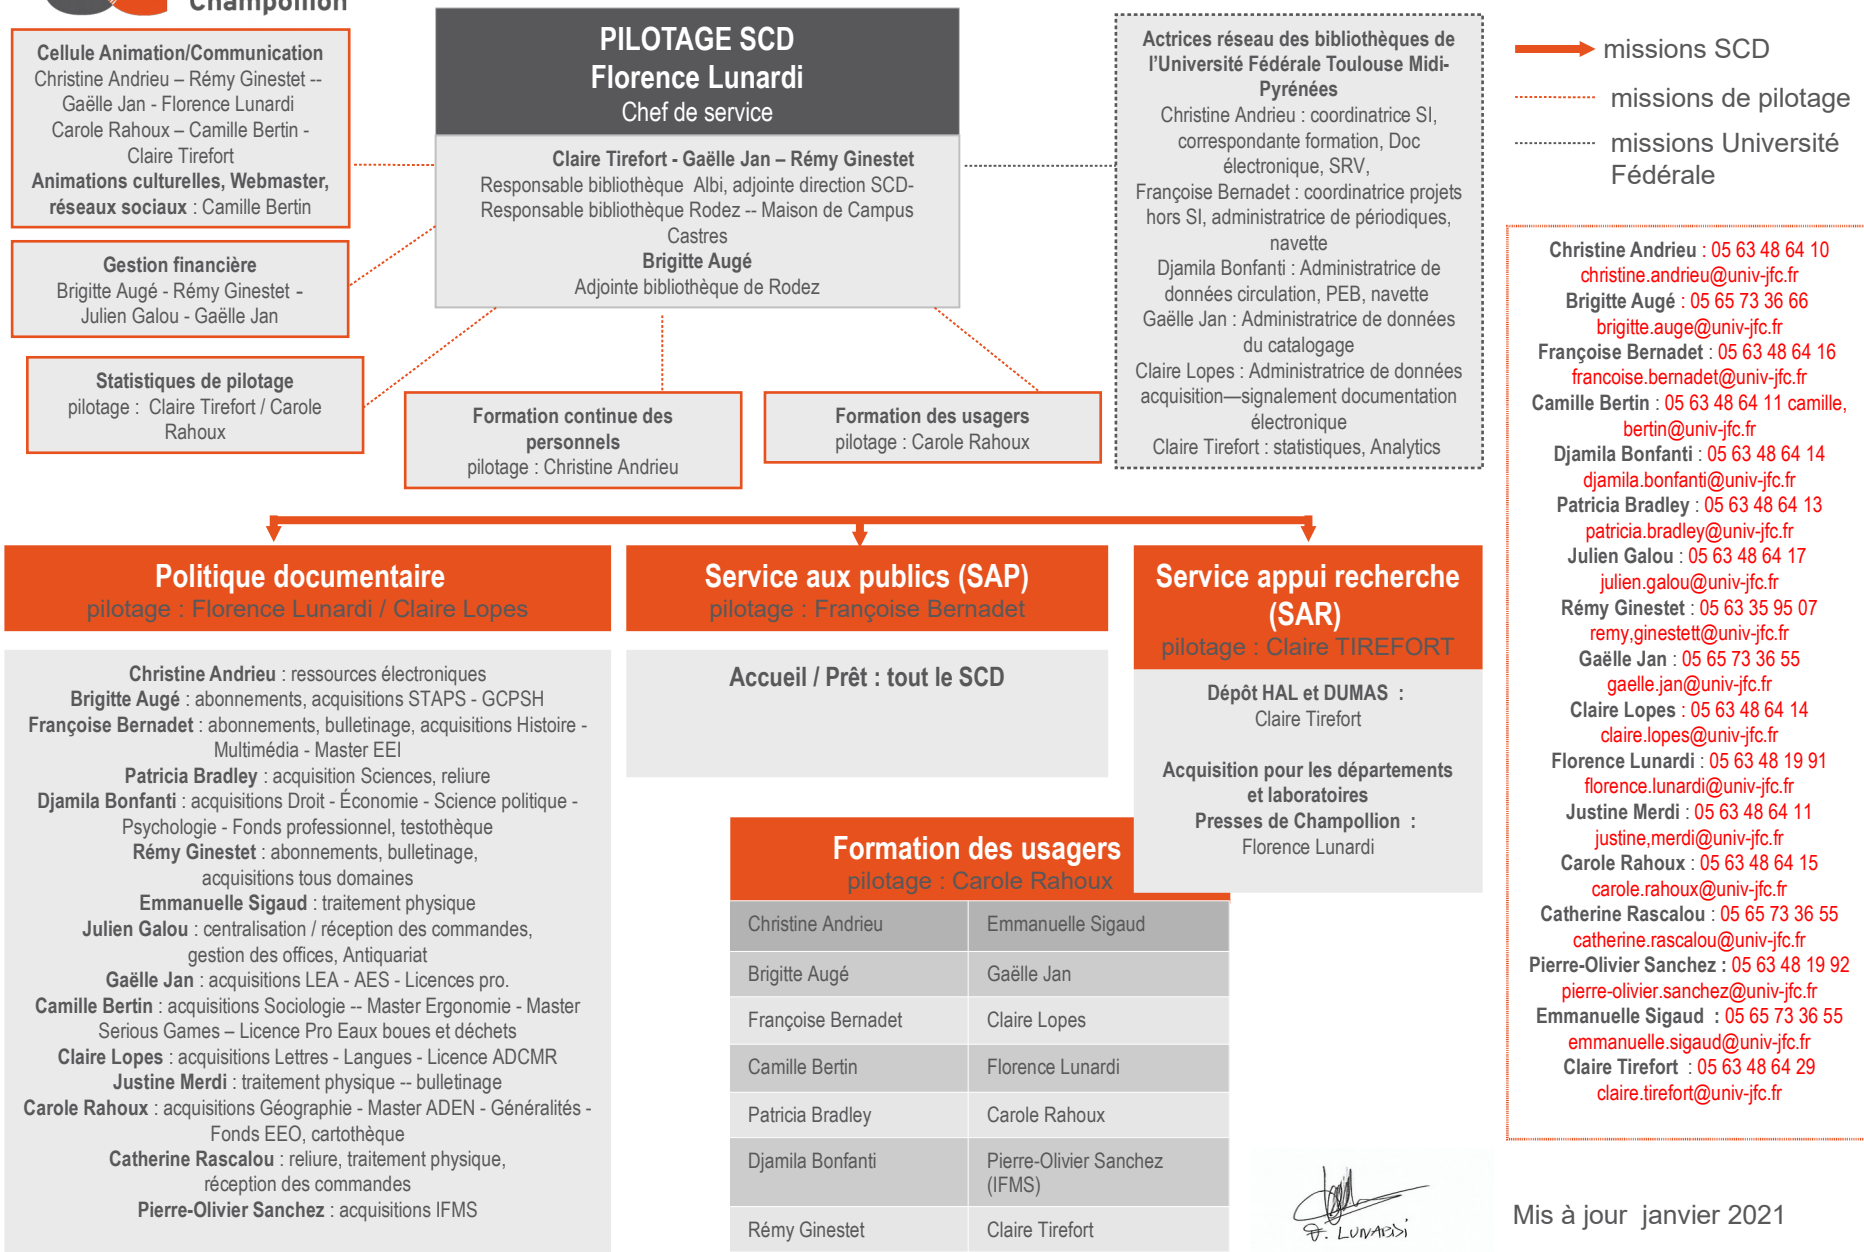 Champollion
Cellule Animation/Communication
Christine Andrieu – Rémy Ginestet --
Gaëlle Jan - Florence Lunardi
Carole Rahoux – Camille Bertin -
Claire Tirefort
Animations culturelles, Webmaster,
réseaux sociaux : Camille Bertin
Gestion financière
Brigitte Augé - Rémy Ginestet –
Julien Galou - Gaëlle Jan
Statistiques de pilotage
pilotage : Claire Tirefort / Carole
Rahoux
PILOTAGE SCD
Florence Lunardi
Chef de service
Claire Tirefort - Gaëlle Jan – Rémy Ginestet
Responsable bibliothèque Albi, adjointe direction SCD-
Responsable bibliothèque Rodez -- Maison de Campus
Castres
Brigitte Augé
Adjointe bibliothèque de Rodez
Formation continue des
personnels
pilotage : Christine Andrieu
Formation des usagers
pilotage : Carole Rahoux
Actrices réseau des bibliothèques de
l'Université Fédérale Toulouse Midi-
Pyrénées
Christine Andrieu : coordinatrice SI,
correspondante formation, Doc
électronique, SRV,
Françoise Bernadet : coordinatrice projets
hors SI, administratrice de périodiques,
navette
Djamila Bonfanti : Administratrice de
données circulation, PEB, navette
Gaëlle Jan : Administratrice de données
du catalogage
Claire Lopes : Administratrice de données
acquisition—signalement documentation
électronique
Claire Tirefort : statistiques, Analytics
missions SCD
missions de pilotage
missions Université
Fédérale
Politique documentaire
pilotage : Florence Lunardi / Claire Lopes
Christine Andrieu : ressources électroniques
Brigitte Augé : abonnements, acquisitions STAPS - GCPSH
Françoise Bernadet : abonnements, bulletinage, acquisitions Histoire -
Multimédia - Master EEI
Patricia Bradley : acquisition Sciences, reliure
Djamila Bonfanti : acquisitions Droit - Économie - Science politique -
Psychologie - Fonds professionnel, testothèque
Rémy Ginestet : abonnements, bulletinage,
acquisitions tous domaines
Emmanuelle Sigaud : traitement physique
Julien Galou : centralisation / réception des commandes,
gestion des offices, Antiquariat
Gaëlle Jan : acquisitions LEA - AES - Licences pro.
Camille Bertin : acquisitions Sociologie -- Master Ergonomie - Master
Serious Games – Licence Pro Eaux boues et déchets
Claire Lopes : acquisitions Lettres - Langues - Licence ADCMR
Justine Merdi : traitement physique -- bulletinage
Carole Rahoux : acquisitions Géographie - Master ADEN - Généralités -
Fonds EEO, cartothèque
Catherine Rascalou : reliure, traitement physique,
réception des commandes
Pierre-Olivier Sanchez : acquisitions IFMS
Service aux publics (SAP)
pilotage : Françoise Bernadet
Accueil / Prêt : tout le SCD
Service appui recherche
(SAR)
pilotage : Claire TIREFORT
Dépôt HAL et DUMAS :
Claire Tirefort
Acquisition pour les départements
et laboratoires
Presses de Champollion :
Florence Lunardi
Formation des usagers
pilotage : Carole Rahoux
Christine Andrieu
Emmanuelle Sigaud
Brigitte Augé
Gaëlle Jan
Françoise Bernadet
Claire Lopes
Camille Bertin
Florence Lunardi
Patricia Bradley
Carole Rahoux
Djamila Bonfanti
Pierre-Olivier Sanchez
(IFMS)
Rémy Ginestet
Claire Tirefort
Christine Andrieu : 05 63 48 64 10
christine.andrieu@univ-jfc.fr
Brigitte Augé : 05 65 73 36 66
brigitte.auge@univ-jfc.fr
Françoise Bernadet : 05 63 48 64 16
francoise.bernadet@univ-jfc.fr
Camille Bertin : 05 63 48 64 11 camille,
bertin@univ-jfc.fr
Djamila Bonfanti : 05 63 48 64 14
djamila.bonfanti@univ-jfc.fr
Patricia Bradley : 05 63 48 64 13
patricia.bradley@univ-jfc.fr
Julien Galou : 05 63 48 64 17
julien.galou@univ-jfc.fr
Rémy Ginestet : 05 63 35 95 07
remy,ginestett@univ-jfc.fr
Gaëlle Jan : 05 65 73 36 55
gaelle.jan@univ-jfc.fr
Claire Lopes : 05 63 48 64 14
claire.lopes@univ-jfc.fr
Florence Lunardi : 05 63 48 19 91
florence.lunardi@univ-jfc.fr
Justine Merdi : 05 63 48 64 11
justine,merdi@univ-jfc.fr
Carole Rahoux : 05 63 48 64 15
carole.rahoux@univ-jfc.fr
Catherine Rascalou : 05 65 73 36 55
catherine.rascalou@univ-jfc.fr
Pierre-Olivier Sanchez : 05 63 48 19 92
pierre-olivier.sanchez@univ-jfc.fr
Emmanuelle Sigaud : 05 65 73 36 55
emmanuelle.sigaud@univ-jfc.fr
Claire Tirefort : 05 63 48 64 29
claire.tirefort@univ-jfc.fr
F. LUNARDI
Mis à jour janvier 2021